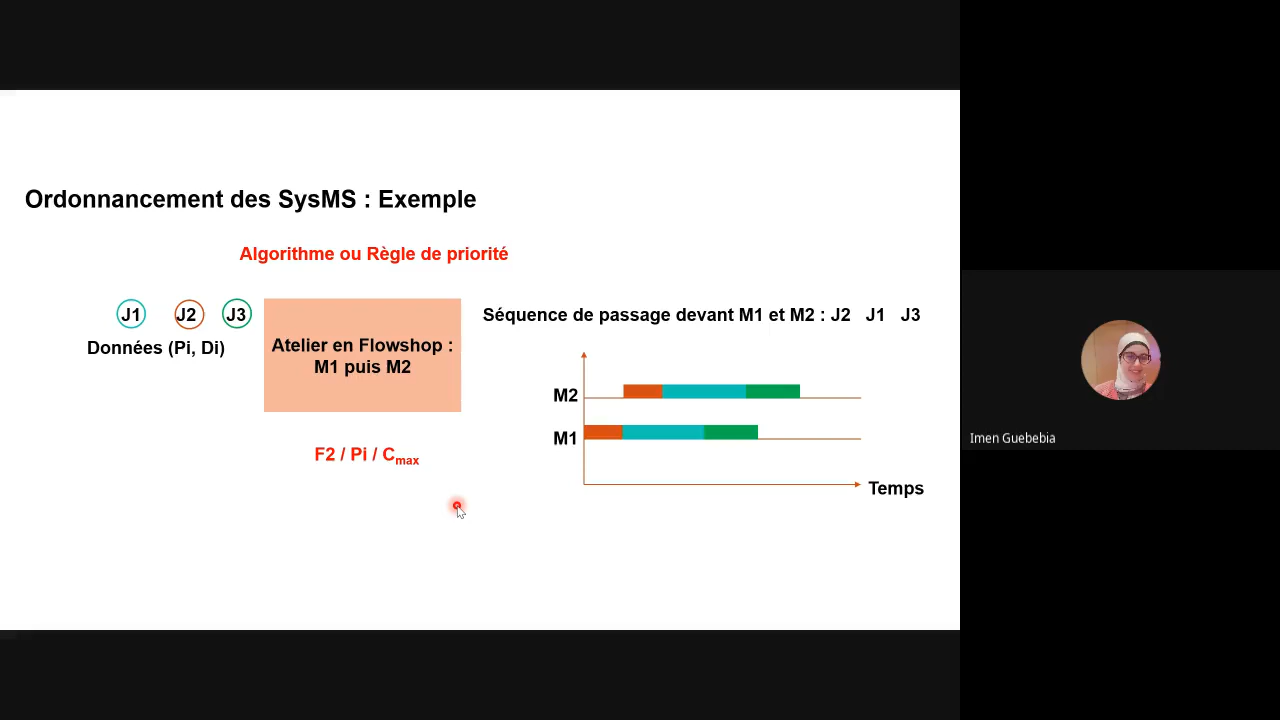 Ordonnancement des SysMS : Exemple
Algorithme ou Règle de priorité
J1 J2 J3
Données (Pi, Di)
Atelier en Flowshop :
M1 puis M2
F2 / Pi / Cmax
Séquence de passage devant M1 et M2 : J2 J1 J3
M2
M1
Temps
Imen Guebebia